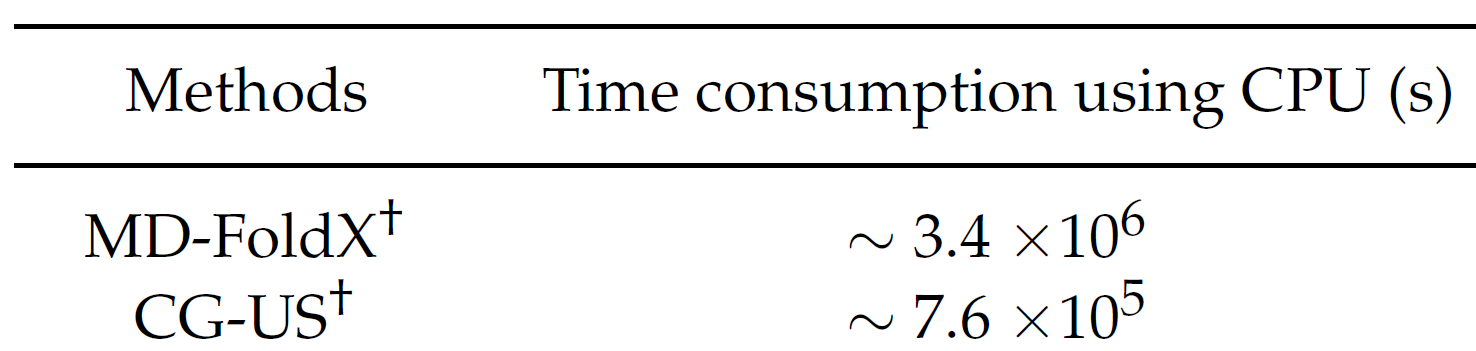 Methods Time consumption using CPU (s)
MD-FoldX† ∼ 3.4 ×10⁶
CG-US† ∼ 7.6 ×10⁵